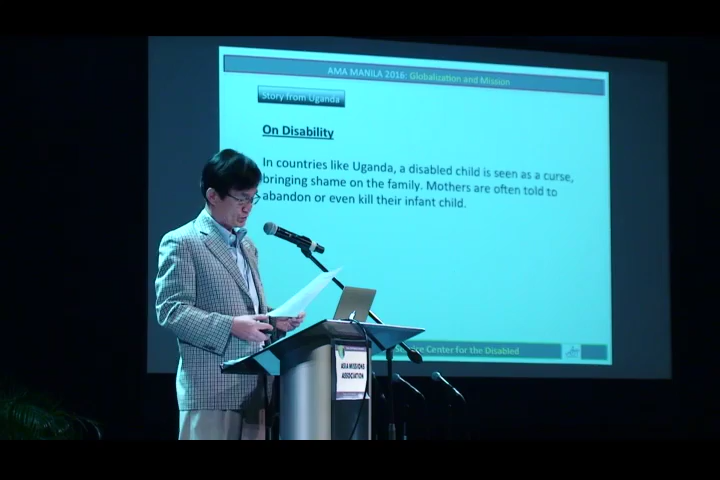 AMA MANILA 2016: Globalization and Mission
Story from Uganda
On Disability
In countries like Uganda, a disabled child is seen as a curse,
bringing shame on the family. Mothers are often told to
abandon or even kill their infant child.
Center for the Disabled
ASIA MISSIONS
ASSOCIATION